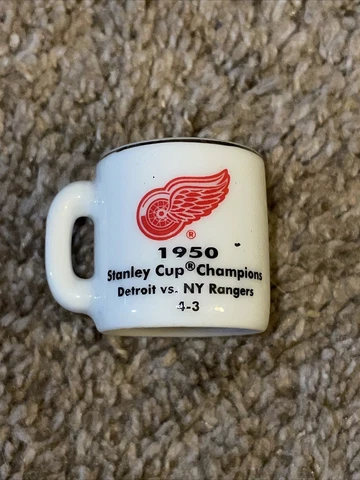 ®
1950
Stanley Cup® Champions
Detroit vs. NY Rangers
4-3